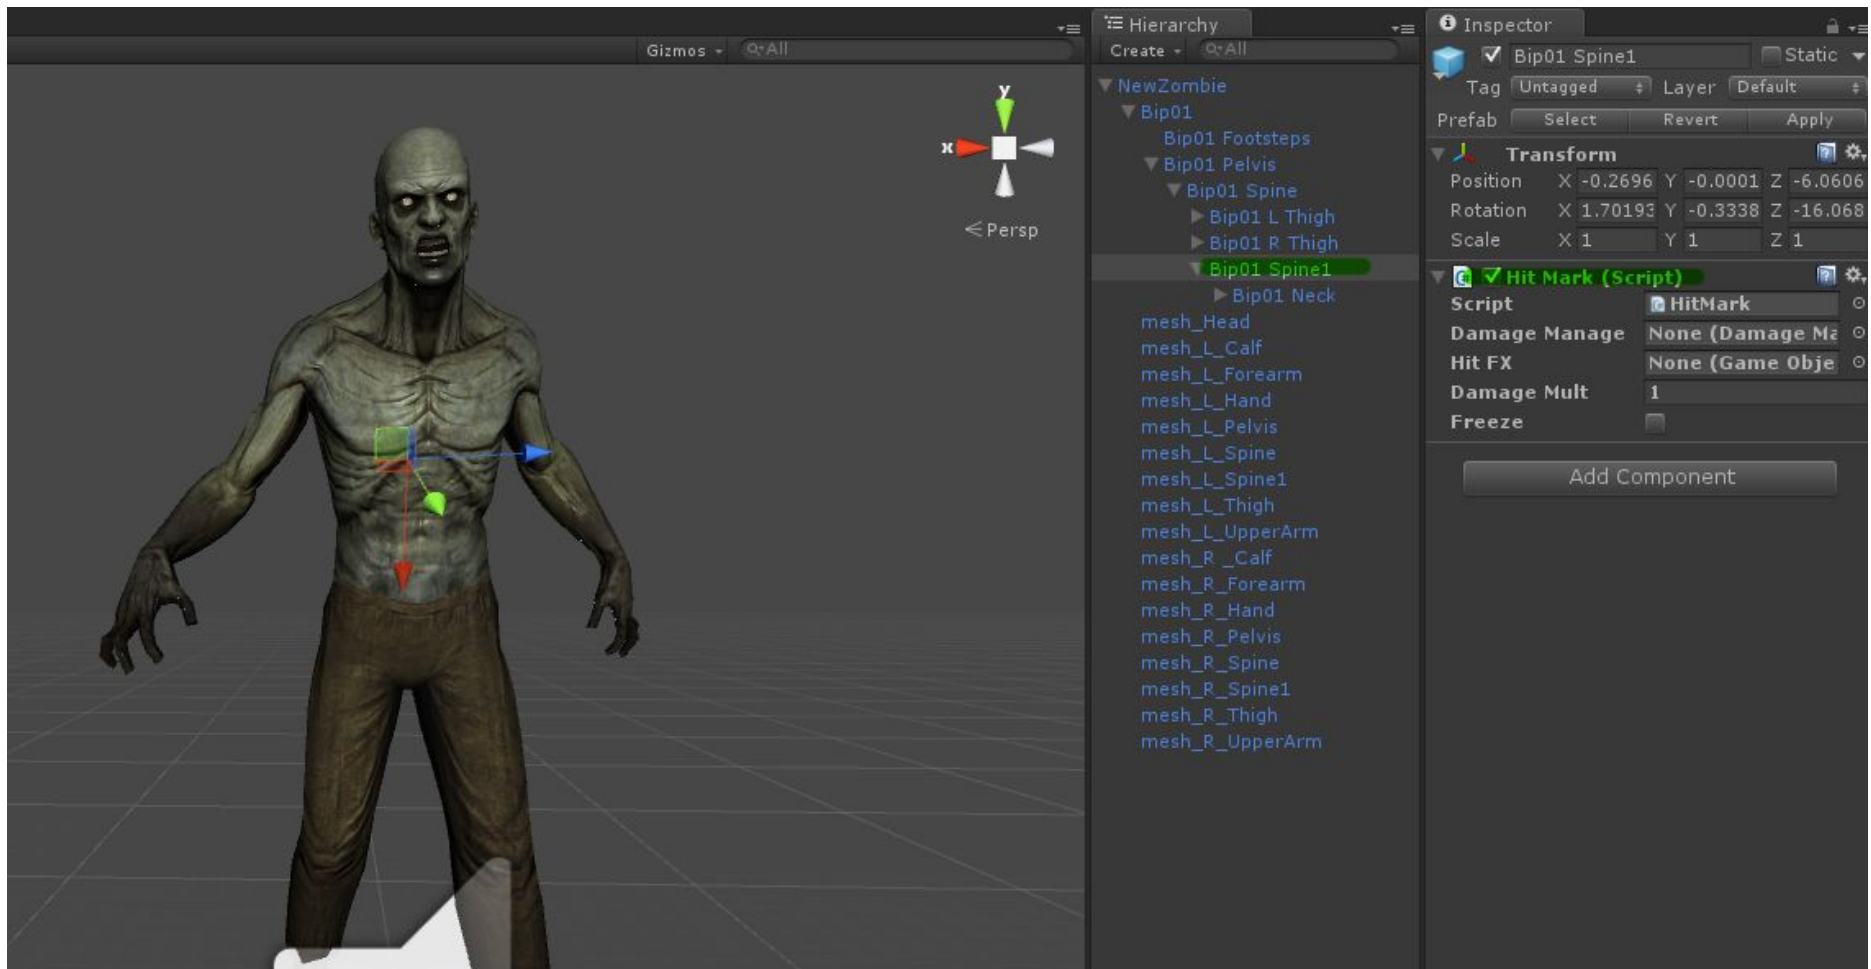 Gizmos
All
y
x
Persp
Hierarchy
Create All
NewZombie
Bip01
Bip01 Footsteps
Bip01 Pelvis
Bip01 Spine
Bip01 L Thigh
Bip01 R Thigh
Bip01 Spine1
Bip01 Neck
mesh_Head
mesh_L_Calf
mesh_L_Forearm
mesh_L_Hand
mesh_L_Pelvis
mesh_L_Spine
mesh_L_Spine1
mesh_L_Thigh
mesh_L_UpperArm
mesh_R _Calf
mesh_R_Forearm
mesh_R_Hand
mesh_R_Pelvis
mesh_R_Spine
mesh_R_Spine1
mesh_R_Thigh
mesh_R_UpperArm
Inspector
Bip01 Spine1 Static
Tag Untagged Layer Default
Prefab Select Revert Apply
Transform
Position X -0.2696 Y -0.0001 Z -6.0606
Rotation X 1.70193 Y -0.3338 Z -16.068
Scale X 1 Y 1 Z 1
Hit Mark (Script)
Script HitMark
Damage Manage None (Damage Ma
Hit FX None (Game Obje
Damage Mult 1
Freeze
Add Component